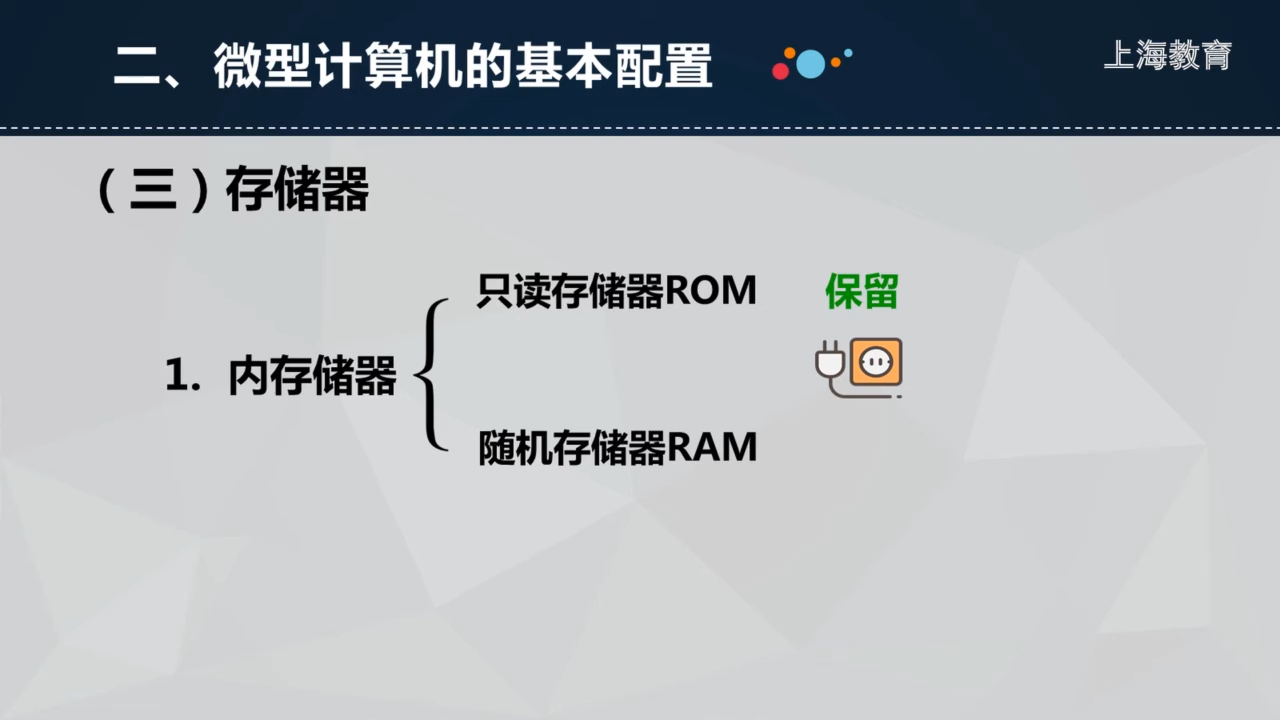 二、微型计算机的基本配置
上海教育
（三）存储器
只读存储器ROM 保留
1. 内存储器
随机存储器RAM